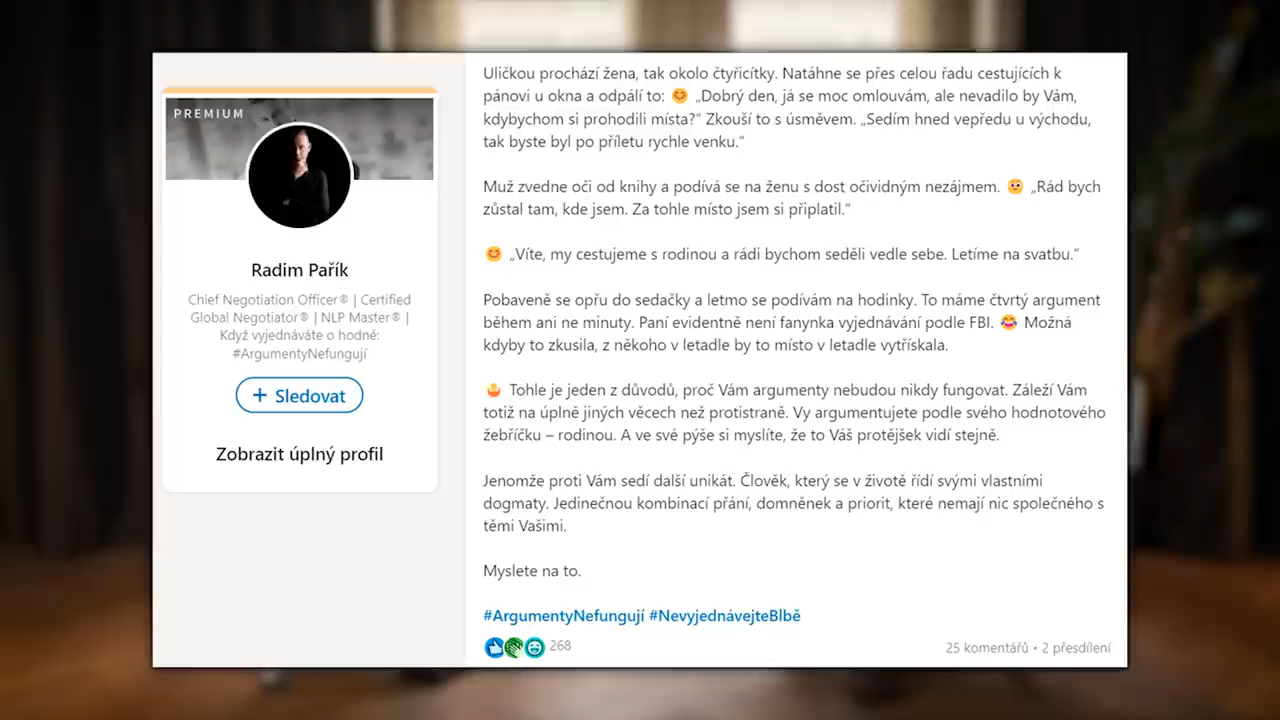 PREMIUM
Radim Pařík
Chief Negotiation Officer® | Certified
Global Negotiator® | NLP Master® |
Když vyjednáváte o hodně:
#ArgumentyNefungují
+ Sledovat
Zobrazit úplný profil
Uličkou prochází žena, tak okolo čtyřicítky. Natáhne se přes celou řadu cestujících k
pánovi u okna a odpálí to: 😊 „Dobrý den, já se moc omlouvám, ale nevadilo by Vám,
kdybychom si prohodili místa?“ Zkouší to s úsměvem. „Sedím hned vepředu u východu,
tak byste byl po příletu rychle venku.“
Muž zvedne oči od knihy a podívá se na ženu s dost očividným nezájmem. 🙄 „Rád bych
zůstal tam, kde jsem. Za tohle místo jsem si připlatil.“
😊 „Víte, my cestujeme s rodinou a rádi bychom seděli vedle sebe. Letíme na svatbu.“
Pobaveně se opřu do sedačky a letmo se podívám na hodinky. To máme čtvrtý argument
během ani ne minuty. Paní evidentně není fanynka vyjednávání podle FBI. 😂 Možná
kdyby to zkusila, z někoho v letadle by to místo v letadle vytřískala.
🤷 Tohle je jeden z důvodů, proč Vám argumenty nebudou nikdy fungovat. Záleží Vám
totiž na úplně jiných věcech než protistraně. Vy argumentujete podle svého hodnotového
žebříčku – rodinou. A ve své pýše si myslíte, že to Váš protějšek vidí stejně.
Jenomže proti Vám sedí další unikát. Člověk, který se v životě řídí svými vlastními
dogmaty. Jedinečnou kombinací přání, domněnek a priorit, které nemají nic společného s
těmi Vašimi.
Myslete na to.
#ArgumentyNefungují #NevyjednávejteBlbě
268
25 komentářů • 2 přesdílení